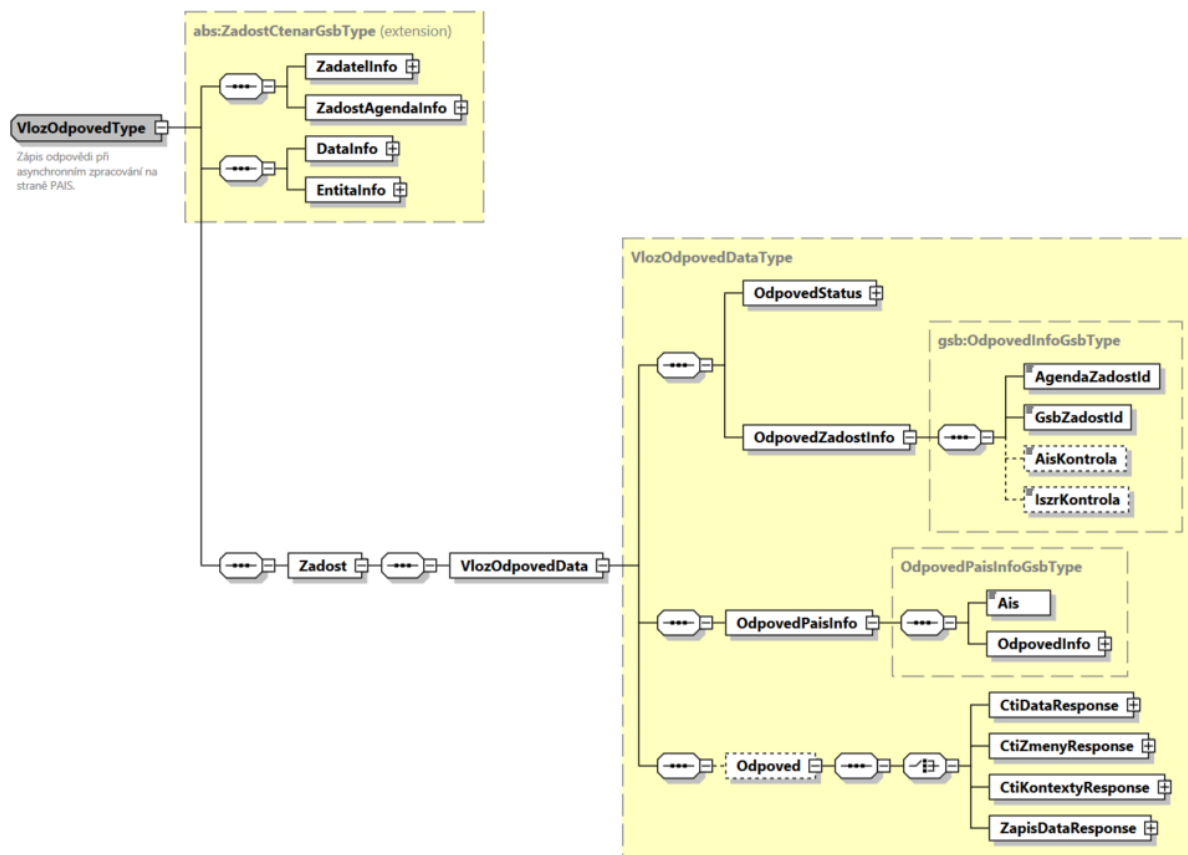 abs:ZadostCtenarGsbType (extension)
ZadatelInfo
ZadostAgendaInfo
VlozOdpovedType
Zápis odpovědi při
asynchronním zpracování na
straně PAIS.
DataInfo
EntitaInfo
VlozOdpovedDataType
OdpovedStatus
gsb:OdpovedInfoGsbType
AgendaZadostId
GsbZadostId
OdpovedZadostInfo
AisKontrola
IszrKontrola
Zadost
VlozOdpovedData
OdpovedPaisInfoGsbType
Ais
OdpovedPaisInfo
OdpovedInfo
CtiDataResponse
CtiZmenyResponse
Odpoved
CtiKontextyResponse
ZapisDataResponse